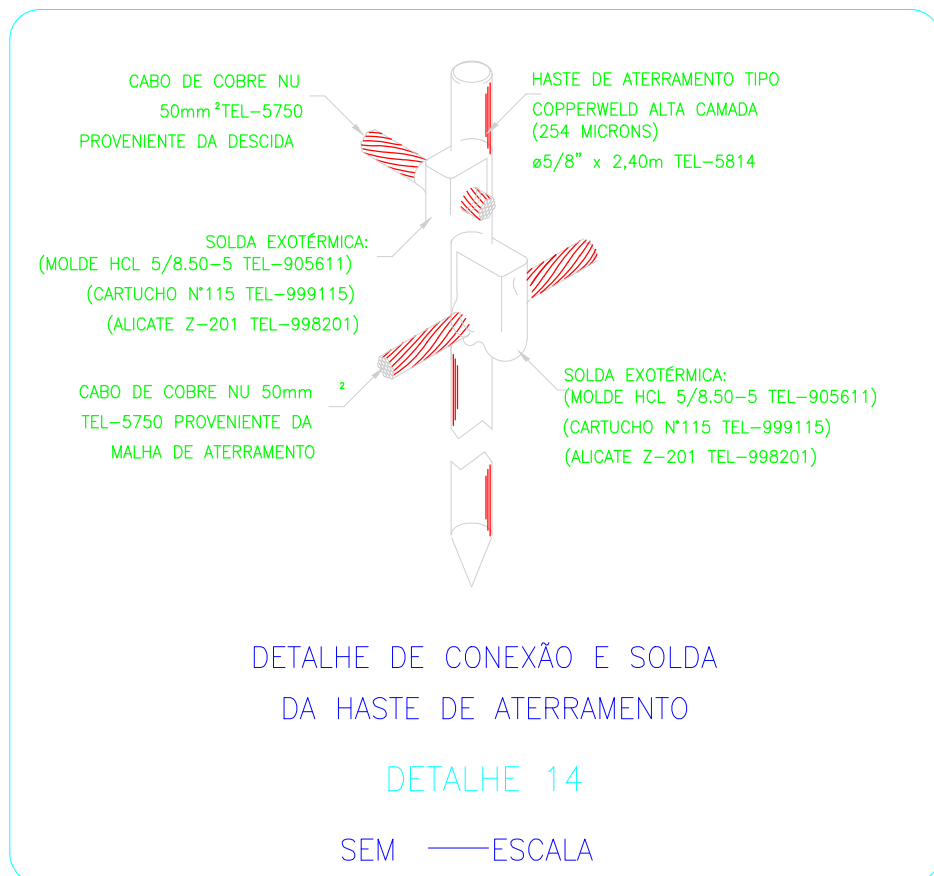 CABO DE COBRE NU
50mm²TEL-5750
PROVENIENTE DA DESCIDA
HASTE DE ATERRAMENTO TIPO
COPPERWELD ALTA CAMADA
(254 MICRONS)
ø5/8" x 2,40m TEL-5814
SOLDA EXOTÉRMICA:
(MOLDE HCL 5/8.50-5 TEL-905611)
(CARTUCHO N°115 TEL-999115)
(ALICATE Z-201 TEL-998201)
CABO DE COBRE NU 50mm ²
TEL-5750 PROVENIENTE DA
MALHA DE ATERRAMENTO
SOLDA EXOTÉRMICA:
(MOLDE HCL 5/8.50-5 TEL-905611)
(CARTUCHO N°115 TEL-999115)
(ALICATE Z-201 TEL-998201)
DETALHE DE CONEXÃO E SOLDA
DA HASTE DE ATERRAMENTO
DETALHE 14
SEM ——ESCALA